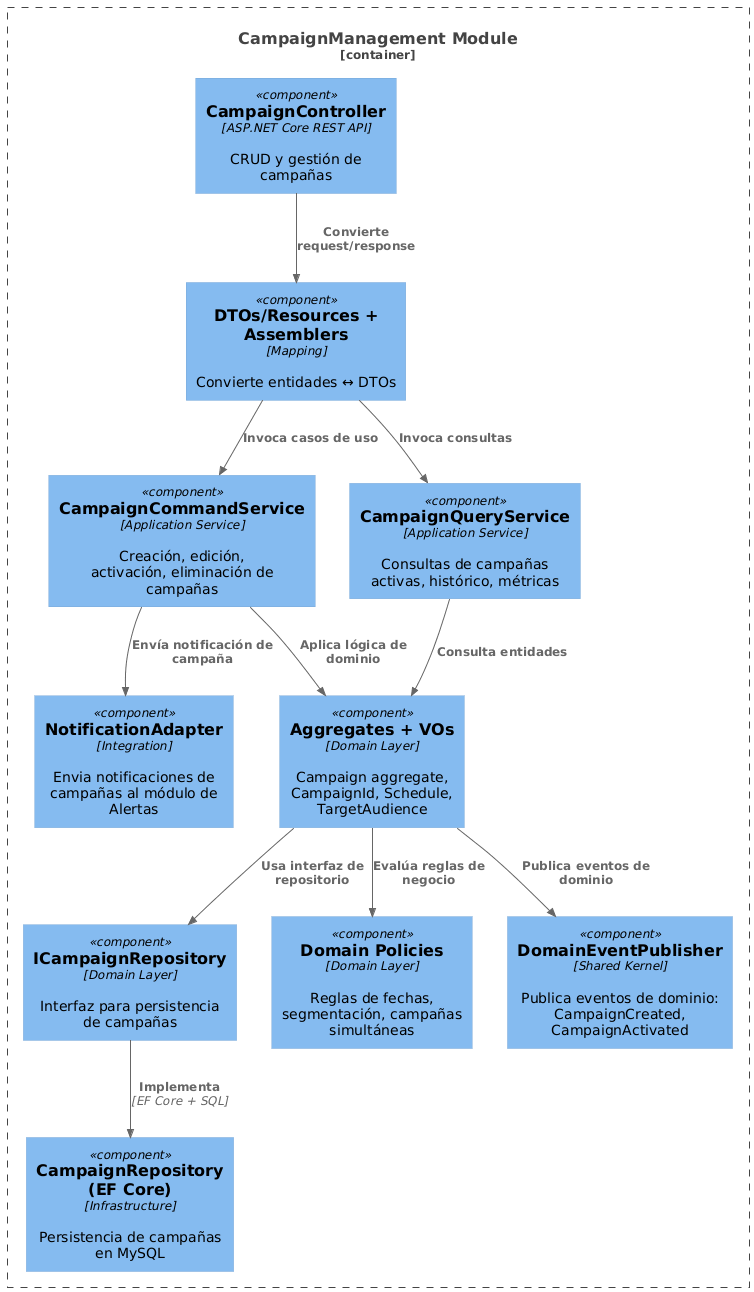 CampaignManagement Module
[container]
«component»
CampaignController
[ASP.NET Core REST API]
CRUD y gestión de
campañas
Convierte
request/response
«component»
DTOs/Resources +
Assemblers
[Mapping]
Convierte entidades ↔ DTOs
Invoca casos de uso
Invoca consultas
«component»
CampaignCommandService
[Application Service]
Creación, edición,
activación, eliminación de
campañas
«component»
CampaignQueryService
[Application Service]
Consultas de campañas
activas, histórico, métricas
Envía notificación de
campaña
Aplica lógica de
dominio
Consulta entidades
«component»
NotificationAdapter
[Integration]
Envia notificaciones de
campañas al módulo de
Alertas
«component»
Aggregates + VOs
[Domain Layer]
Campaign aggregate,
CampaignId, Schedule,
TargetAudience
Usa interfaz de
repositorio
Evalúa reglas de
negocio
Publica eventos de
dominio
«component»
ICampaignRepository
[Domain Layer]
Interfaz para persistencia
de campañas
«component»
Domain Policies
[Domain Layer]
Reglas de fechas,
segmentación, campañas
simultáneas
«component»
DomainEventPublisher
[Shared Kernel]
Publica eventos de dominio:
CampaignCreated,
CampaignActivated
Implementa
[EF Core + SQL]
«component»
CampaignRepository
(EF Core)
[Infrastructure]
Persistencia de campañas
en MySQL